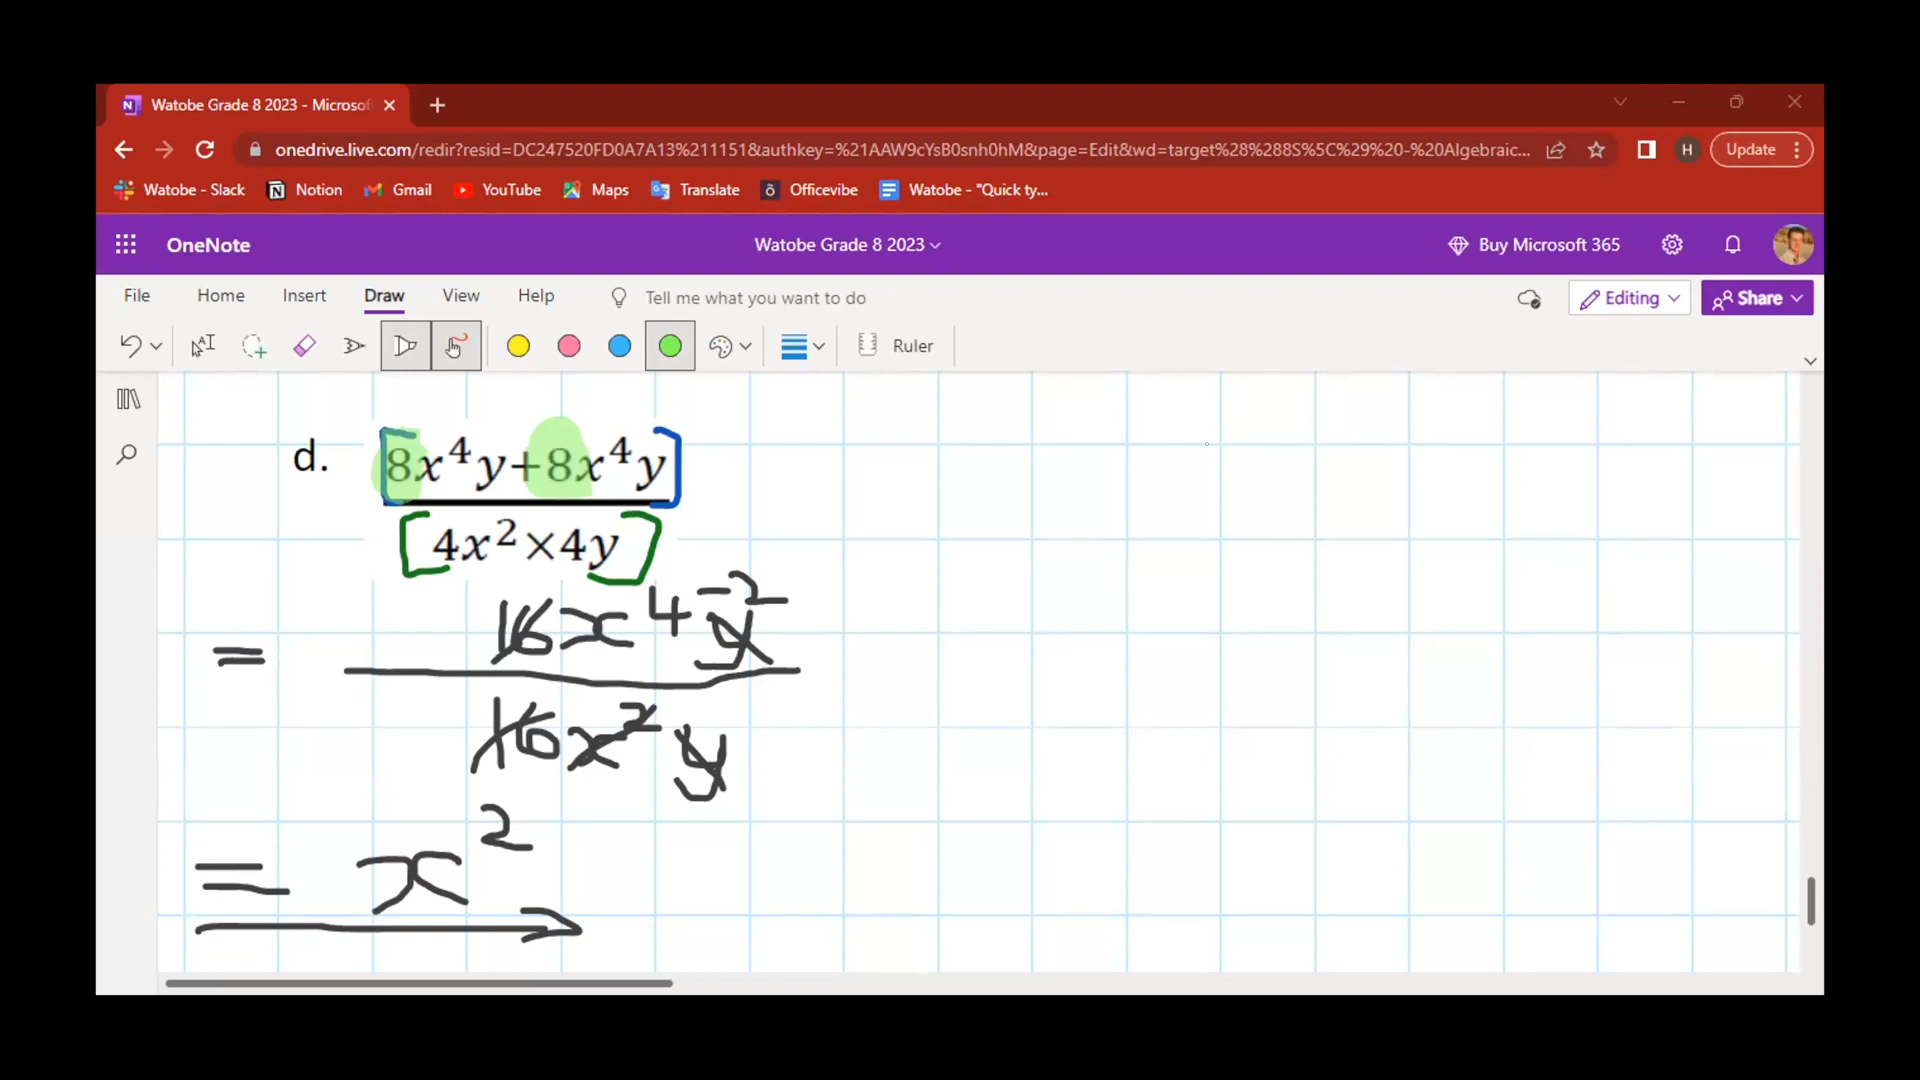 Watobe Grade 8 2023 - Microsof
onedrive.live.com/redir?resid=DC247520FD0A7A13%211151&authkey=%21AAW9cYsB0snh0hM&page=Edit&wd=target%28%288S%5C%29%20-%20Algebraic... H Update
Watobe - Slack Notion Gmail YouTube Maps Translate Officevibe Watobe - "Quick ty...
OneNote Watobe Grade 8 2023 Buy Microsoft 365
File Home Insert Draw View Help Tell me what you want to do Editing Share
Ruler
d. [8x⁴y+8x⁴y]
[4x²×4y]
= 16x⁴⁻²y
16x²y
= x²